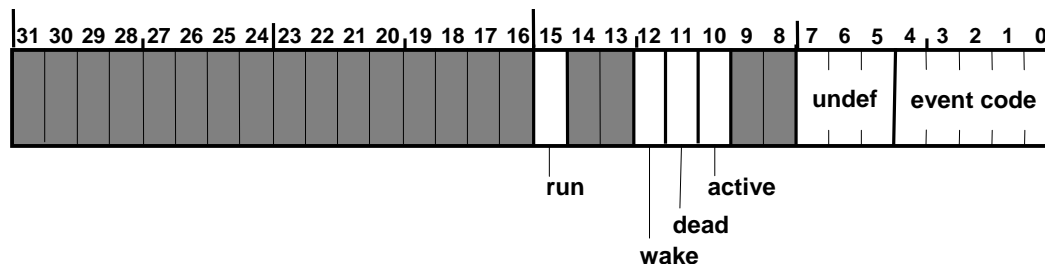 31 30 29 28 27 26 25 24 23 22 21 20 19 18 17 16 15 14 13 12 11 10 9 8 7 6 5 4 3 2 1 0
undef event code
run active
dead
wake